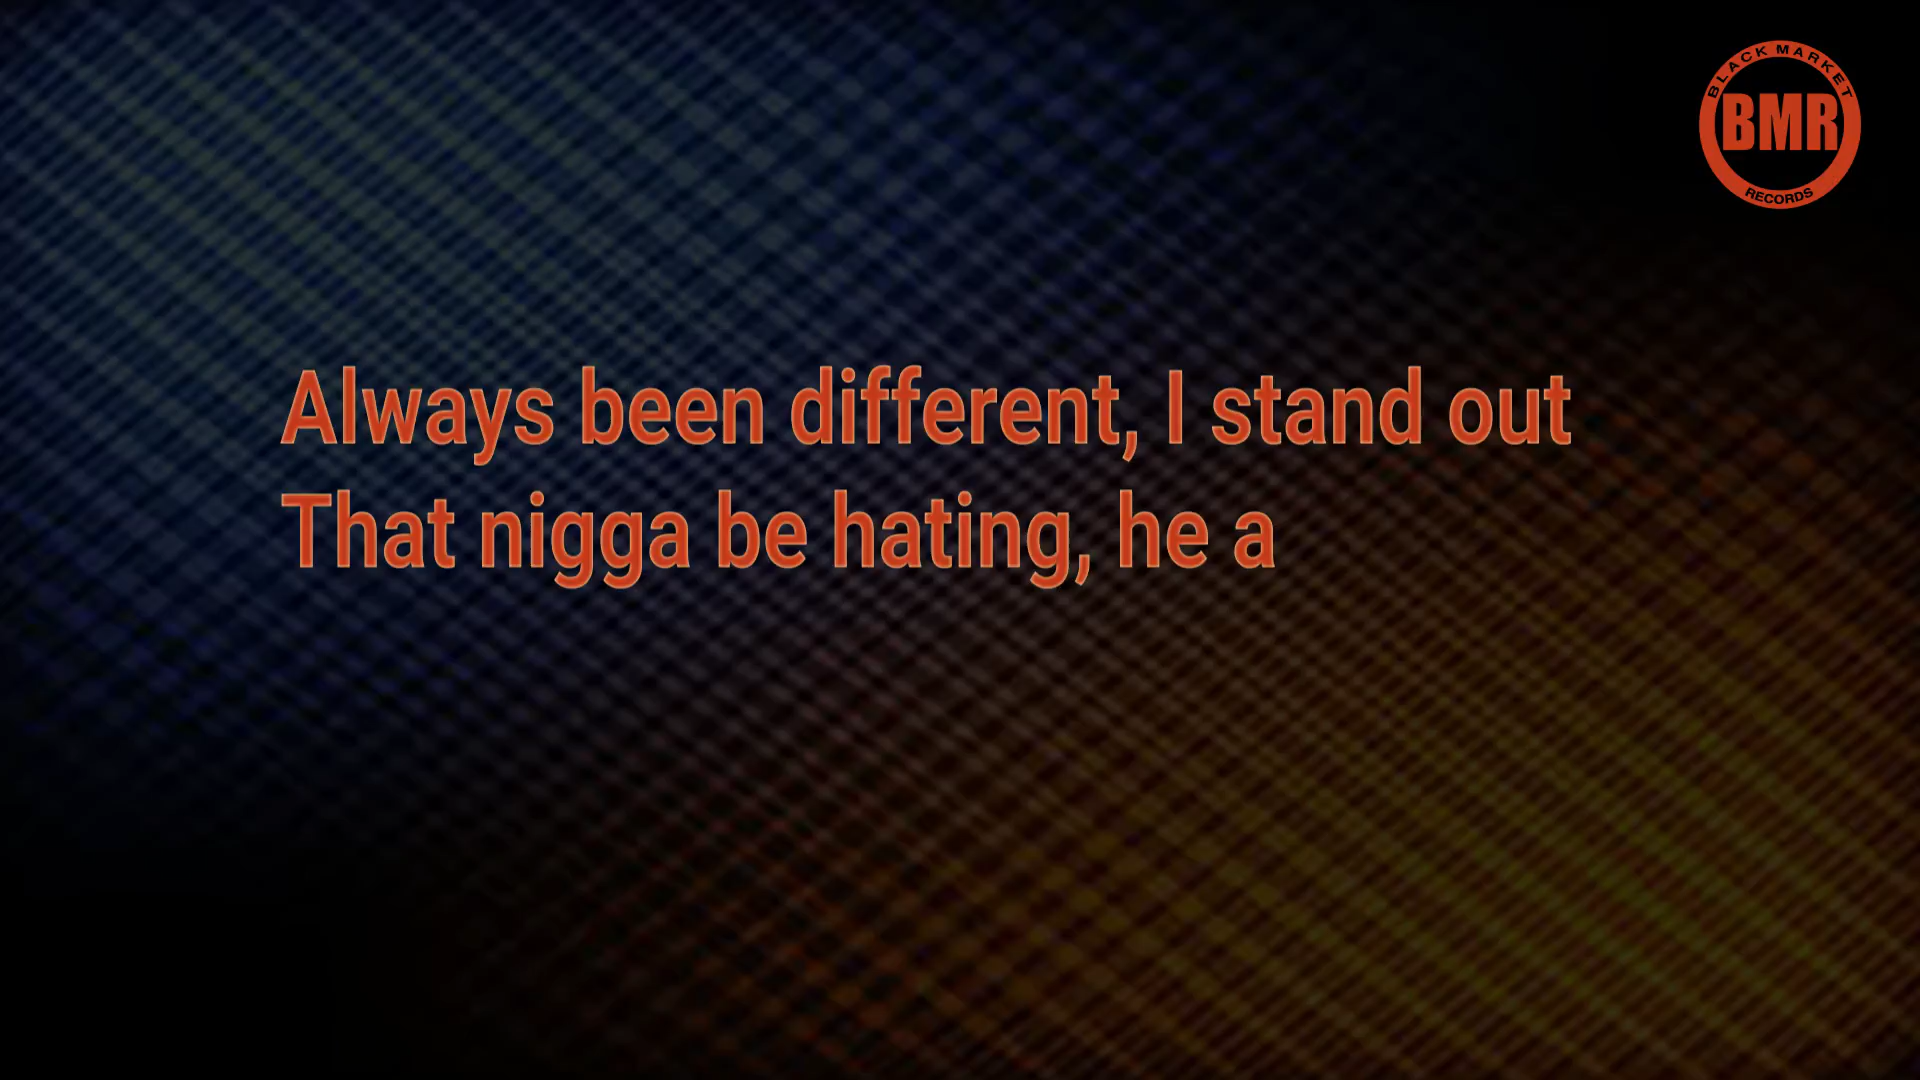 BLACK MARKET
BMR
RECORDS
Always been different, I stand out
That nigga be hating, he a